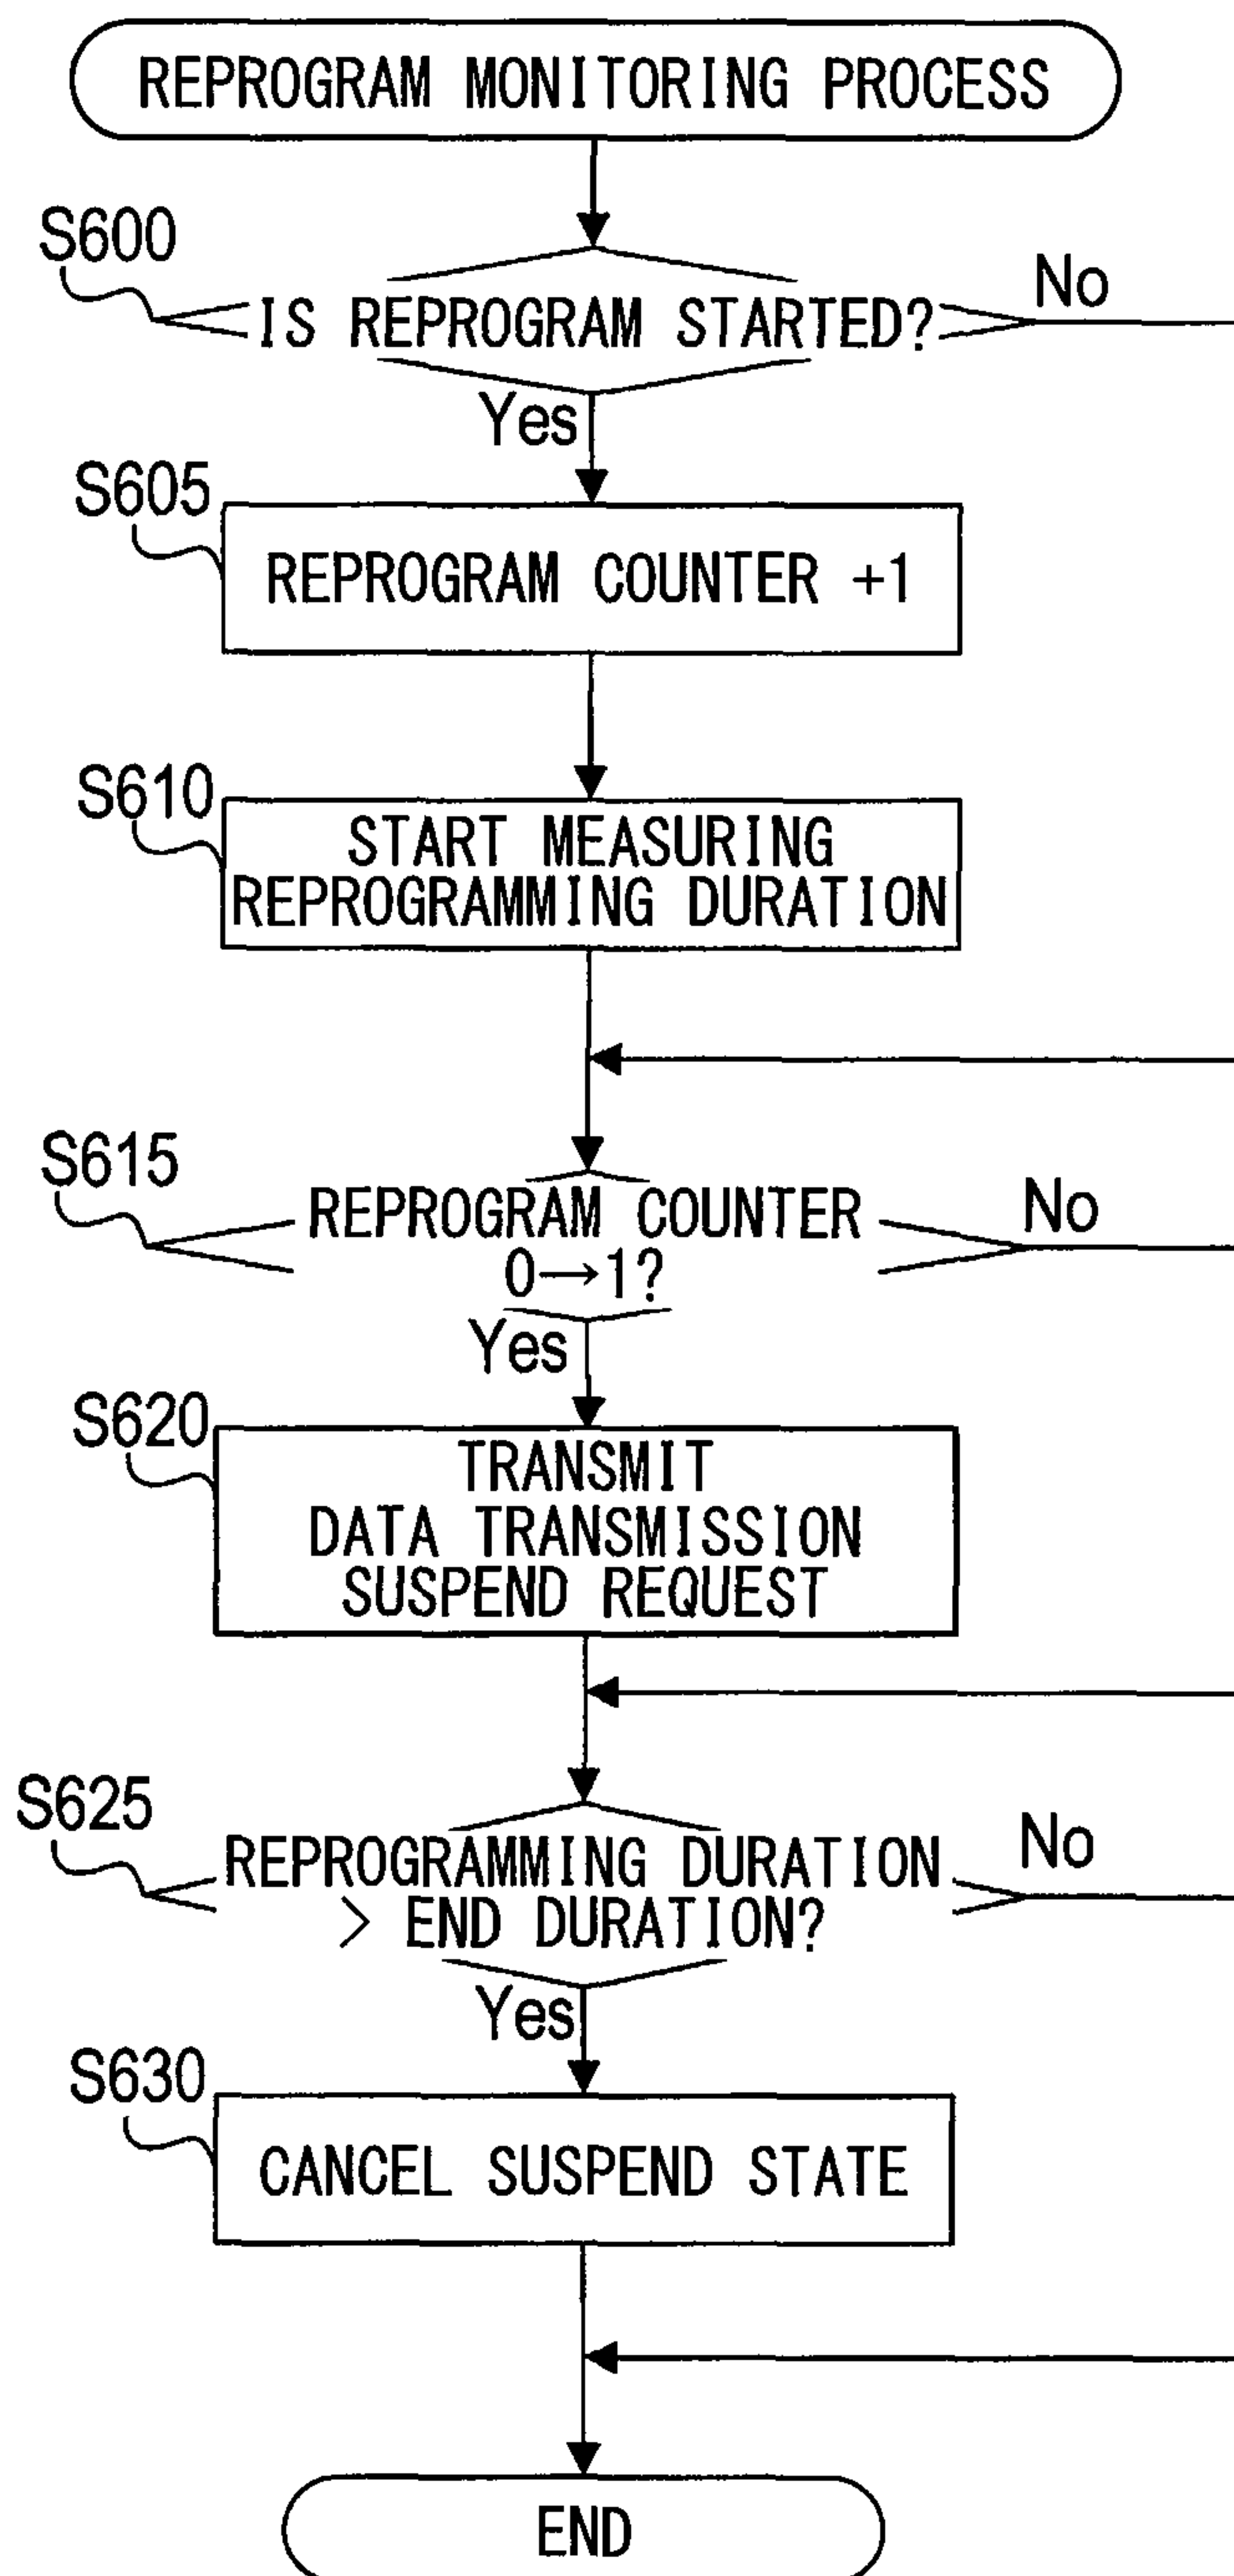 REPROGRAM MONITORING PROCESS
S600
IS REPROGRAM STARTED?
No
Yes
S605
REPROGRAM COUNTER +1
S610
START MEASURING
REPROGRAMMING DURATION
S615
REPROGRAM COUNTER
0→1?
No
Yes
S620
TRANSMIT
DATA TRANSMISSION
SUSPEND REQUEST
S625
REPROGRAMMING DURATION
> END DURATION?
No
Yes
S630
CANCEL SUSPEND STATE
END